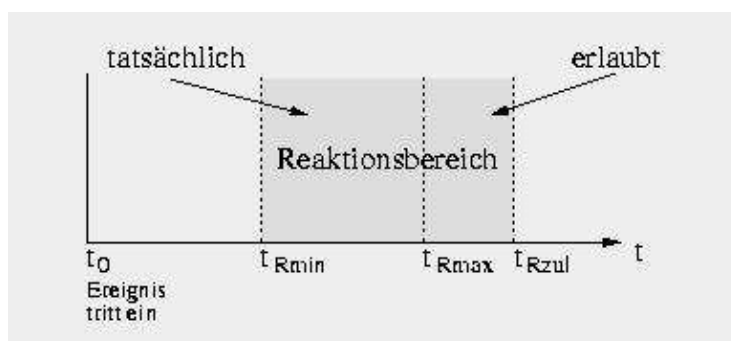 tatsächlich
erlaubt
Reaktionsbereich
t0
tRmin
tRmax
tRzul
t
Ereignis
tritt ein